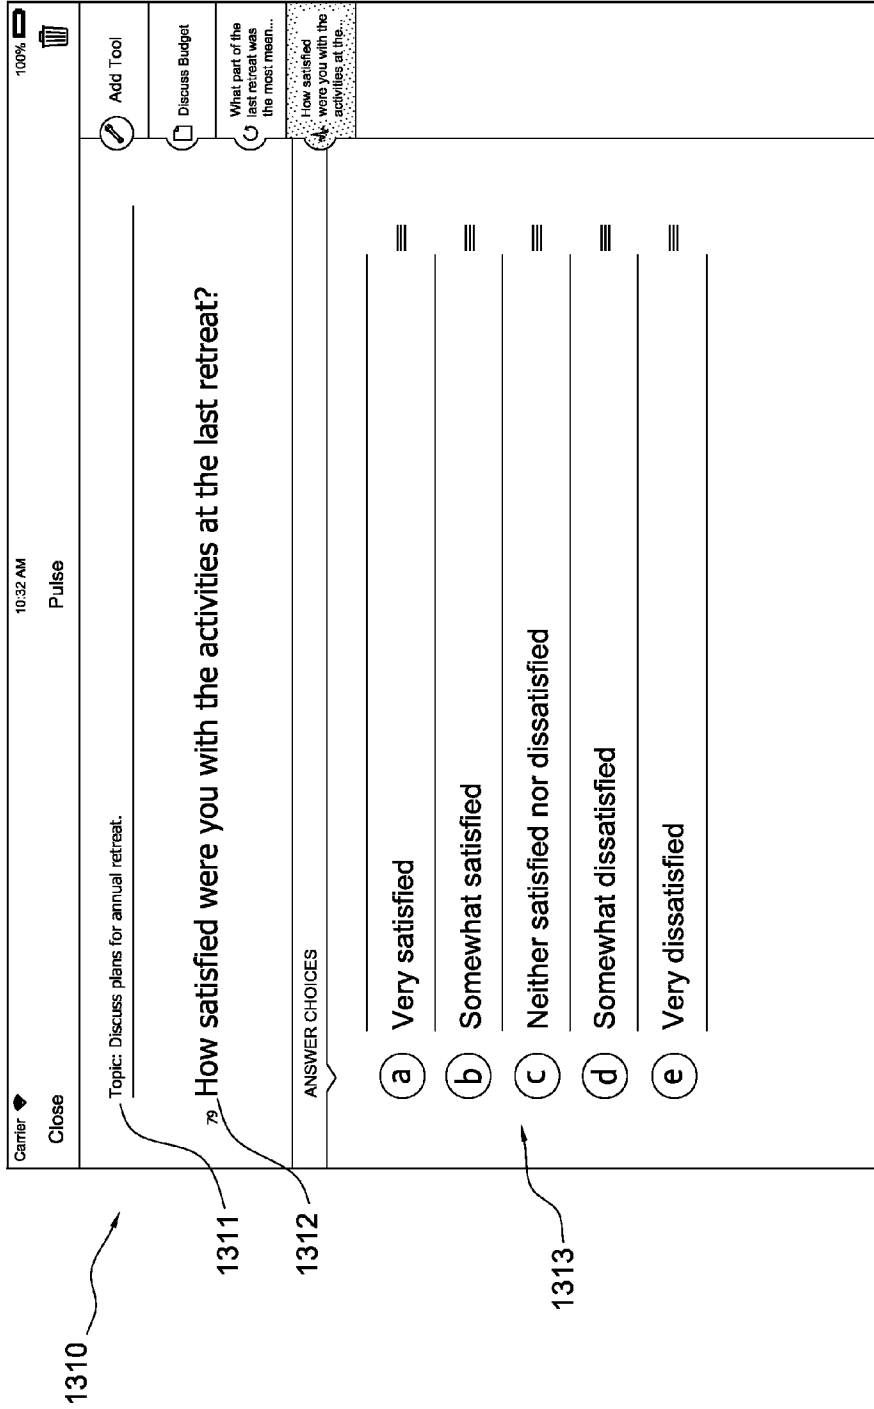 Carrier 10:32 AM 100%
Close Pulse
Topic: Discuss plans for annual retreat.
79 How satisfied were you with the activities at the last retreat?
ANSWER CHOICES
a Very satisfied
b Somewhat satisfied
c Neither satisfied nor dissatisfied
d Somewhat dissatisfied
e Very dissatisfied
Add Tool
Discuss Budget
What part of the
last retreat was
the most mean...
How satisfied
were you with the
activities at the...
1310
1311
1312
1313